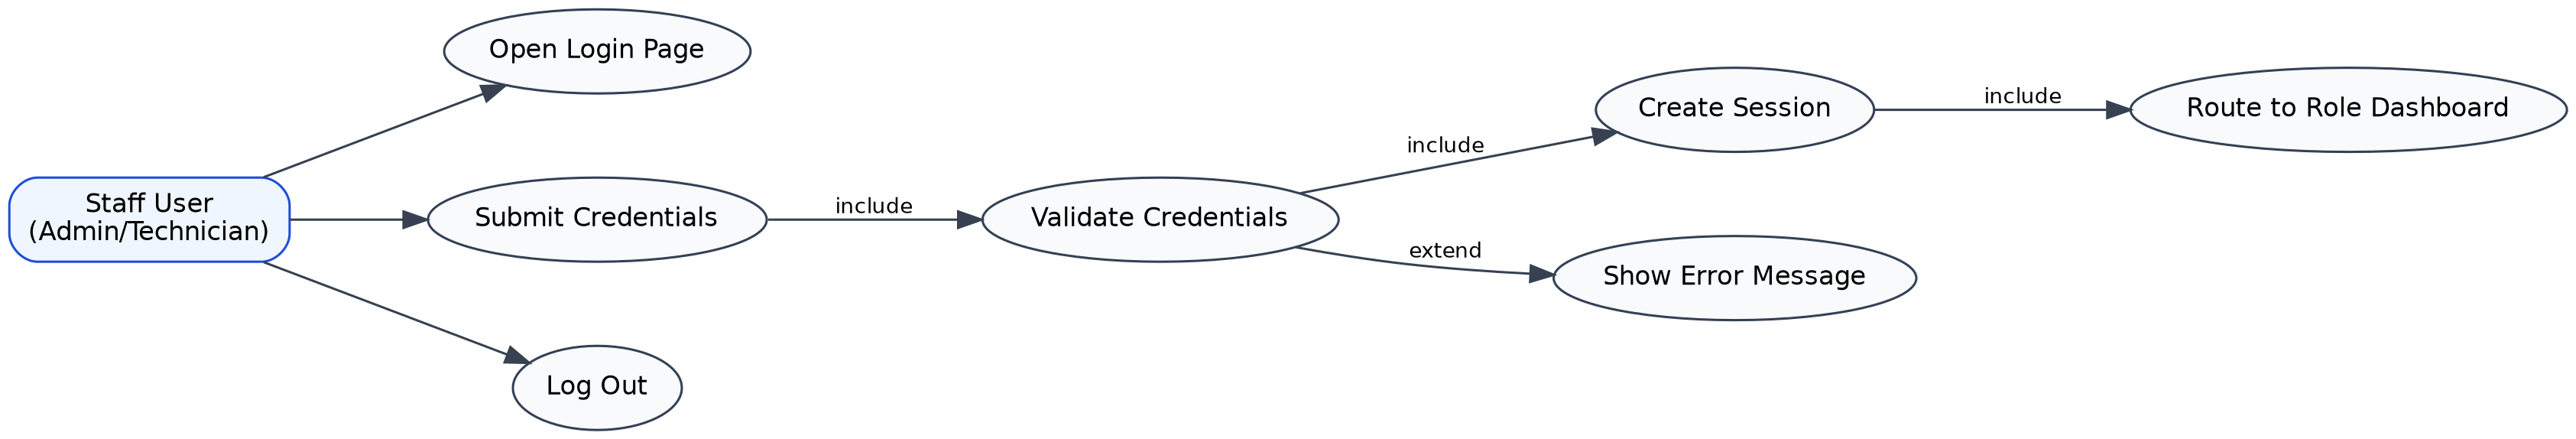 Open Login Page
Create Session
include
Route to Role Dashboard
include
Staff User
(Admin/Technician)
Submit Credentials
include
Validate Credentials
extend
Show Error Message
Log Out